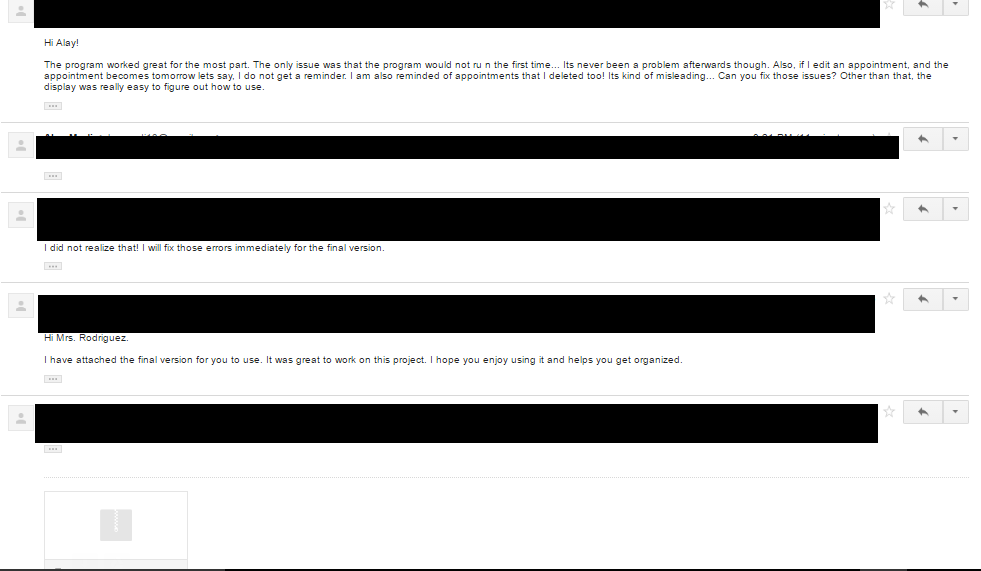 Hi Alay!
The program worked great for the most part. The only issue was that the program would not ru n the first time... Its never been a problem afterwards though. Also, if I edit an appointment, and the
appointment becomes tomorrow lets say, I do not get a reminder. I am also reminded of appointments that I deleted too! Its kind of misleading... Can you fix those issues? Other than that, the
display was really easy to figure out how to use.
I did not realize that! I will fix those errors immediately for the final version.
Hi Mrs. Rodriguez.
I have attached the final version for you to use. It was great to work on this project. I hope you enjoy using it and helps you get organized.